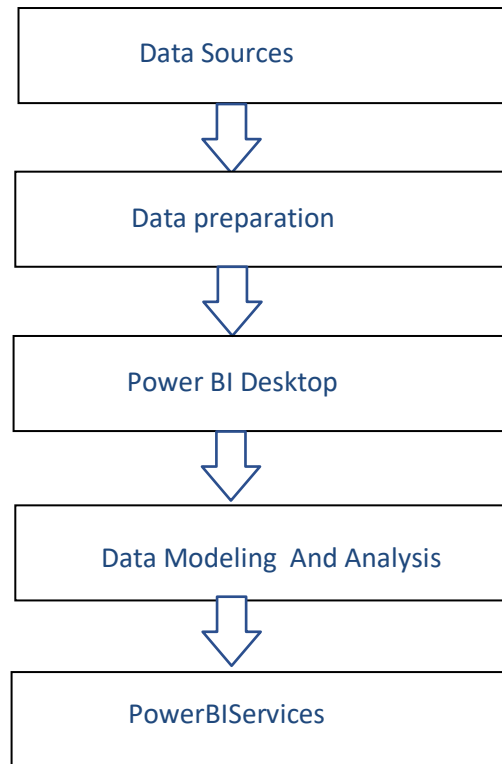 Data Sources
Data preparation
Power BI Desktop
Data Modeling  And Analysis
PowerBIServices